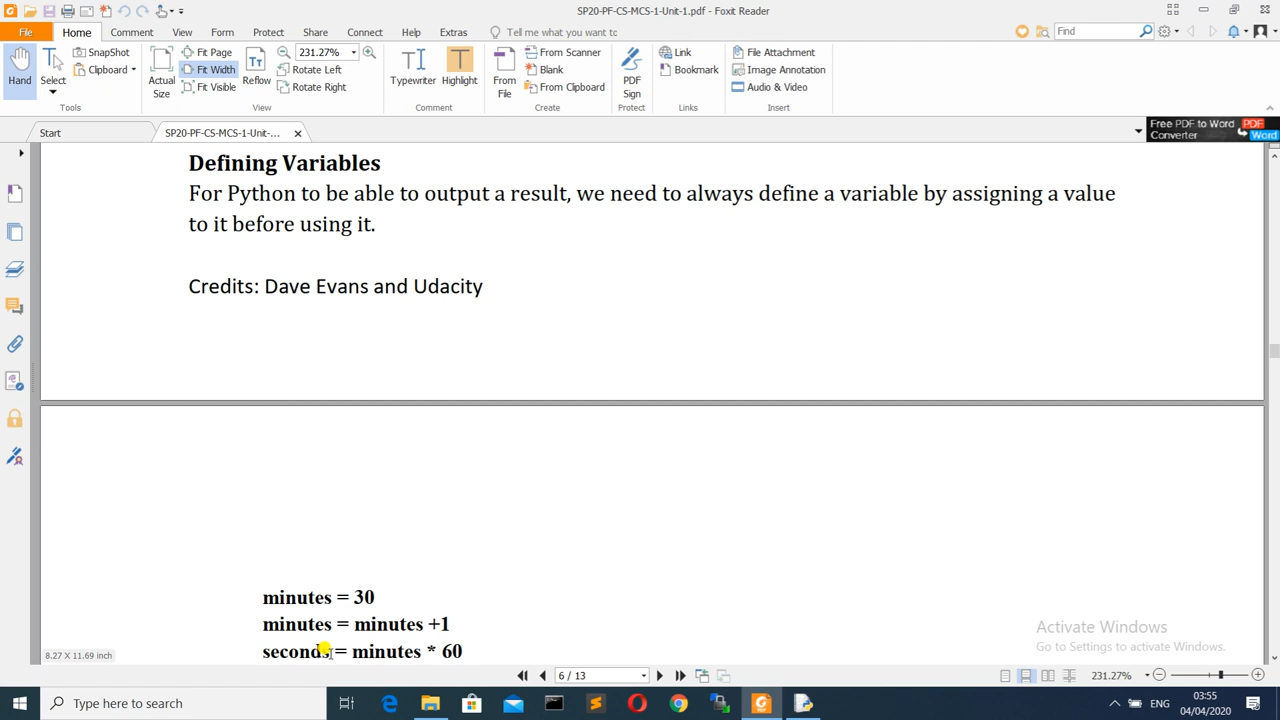 SP20-PF-CS-MCS-1-Unit-1.pdf - Foxit Reader
File Home Comment View Form Protect Share Connect Help Extras Tell me what you want to c Find
Hand
Select
SnapShot
Clipboard
Tools
Actual Size
Fit Page
Fit Width
Fit Visible
Reflow
231.27%
Rotate Left
Rotate Right
View
Typewriter
Highlight
Comment
From File
From Scanner
Blank
From Clipboard
Create
PDF Sign
Protect
Link
Bookmark
Links
File Attachment
Image Annotation
Audio & Video
Insert
Start
SP20-PF-CS-MCS-1-Unit-...
Free PDF to Word Converter
PDF
Word
Defining Variables
For Python to be able to output a result, we need to always define a variable by assigning a value
to it before using it.
Credits: Dave Evans and Udacity
minutes = 30
minutes = minutes +1
seconds = minutes * 60
Activate Windows
Go to Settings to activate Windows.
8.27 X 11.69 inch
6 / 13
231.27%
Type here to search
ENG
03:55
04/04/2020